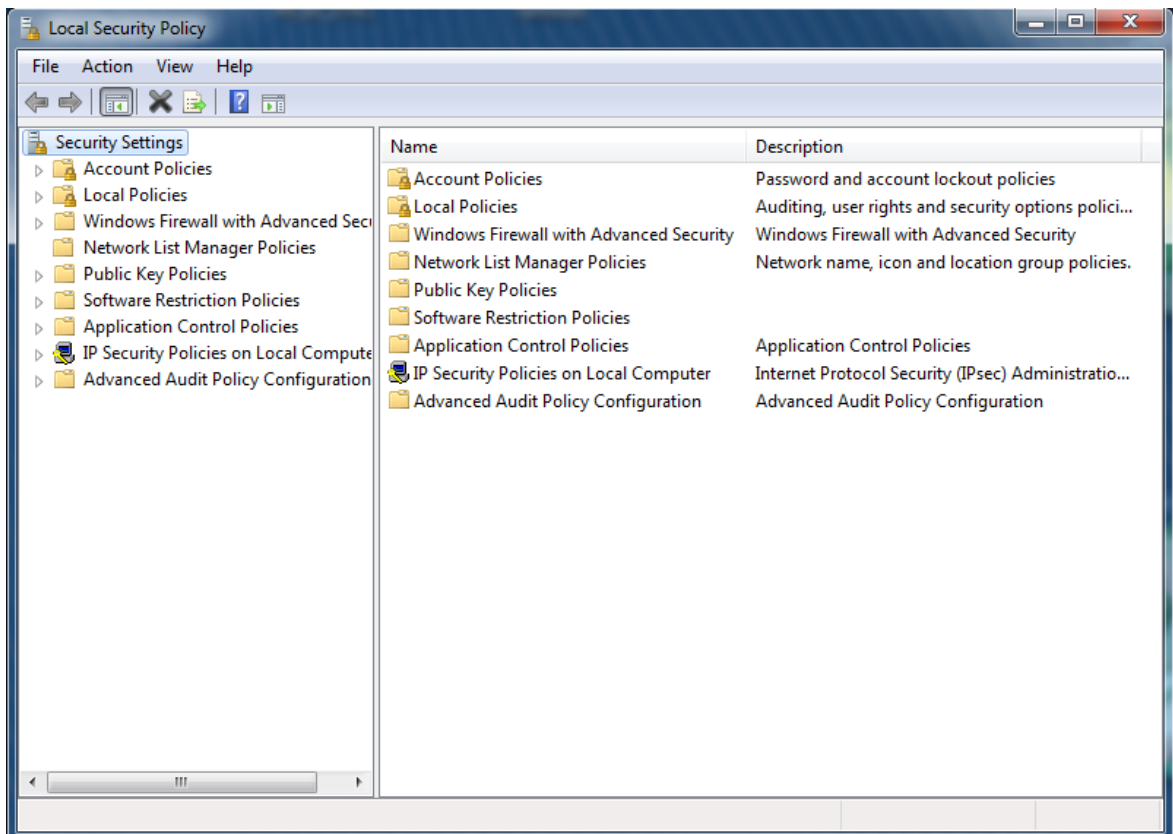 Local Security Policy
File Action View Help
Security Settings
Account Policies
Local Policies
Windows Firewall with Advanced Secu
Network List Manager Policies
Public Key Policies
Software Restriction Policies
Application Control Policies
IP Security Policies on Local Compute
Advanced Audit Policy Configuration
Name Description
Account Policies Password and account lockout policies
Local Policies Auditing, user rights and security options polici...
Windows Firewall with Advanced Security Windows Firewall with Advanced Security
Network List Manager Policies Network name, icon and location group policies.
Public Key Policies
Software Restriction Policies
Application Control Policies Application Control Policies
IP Security Policies on Local Computer Internet Protocol Security (IPsec) Administratio...
Advanced Audit Policy Configuration Advanced Audit Policy Configuration